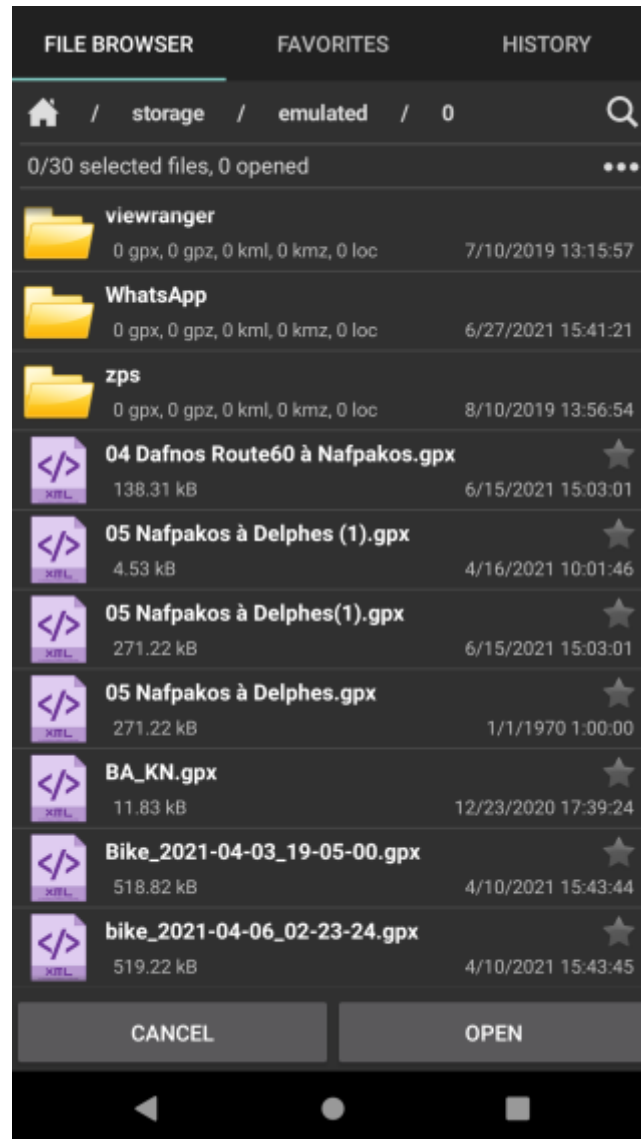 FILE BROWSER FAVORITES HISTORY
/ storage / emulated / 0
0/30 selected files, 0 opened
viewranger
0 gpx, 0 gpz, 0 kml, 0 kmz, 0 loc 7/10/2019 13:15:57
WhatsApp
0 gpx, 0 gpz, 0 kml, 0 kmz, 0 loc 6/27/2021 15:41:21
zps
0 gpx, 0 gpz, 0 kml, 0 kmz, 0 loc 8/10/2019 13:56:54
04 Dafnos Route60 à Nafpakos.gpx
</>
XML
138.31 kB 6/15/2021 15:03:01
05 Nafpakos à Delphes (1).gpx
</>
XML
4.53 kB 4/16/2021 10:01:46
05 Nafpakos à Delphes(1).gpx
</>
XML
271.22 kB 6/15/2021 15:03:01
05 Nafpakos à Delphes.gpx
</>
XML
271.22 kB 1/1/1970 1:00:00
BA_KN.gpx
</>
XML
11.83 kB 12/23/2020 17:39:24
Bike_2021-04-03_19-05-00.gpx
</>
XML
518.82 kB 4/10/2021 15:43:44
bike_2021-04-06_02-23-24.gpx
</>
XML
519.22 kB 4/10/2021 15:43:45
CANCEL OPEN